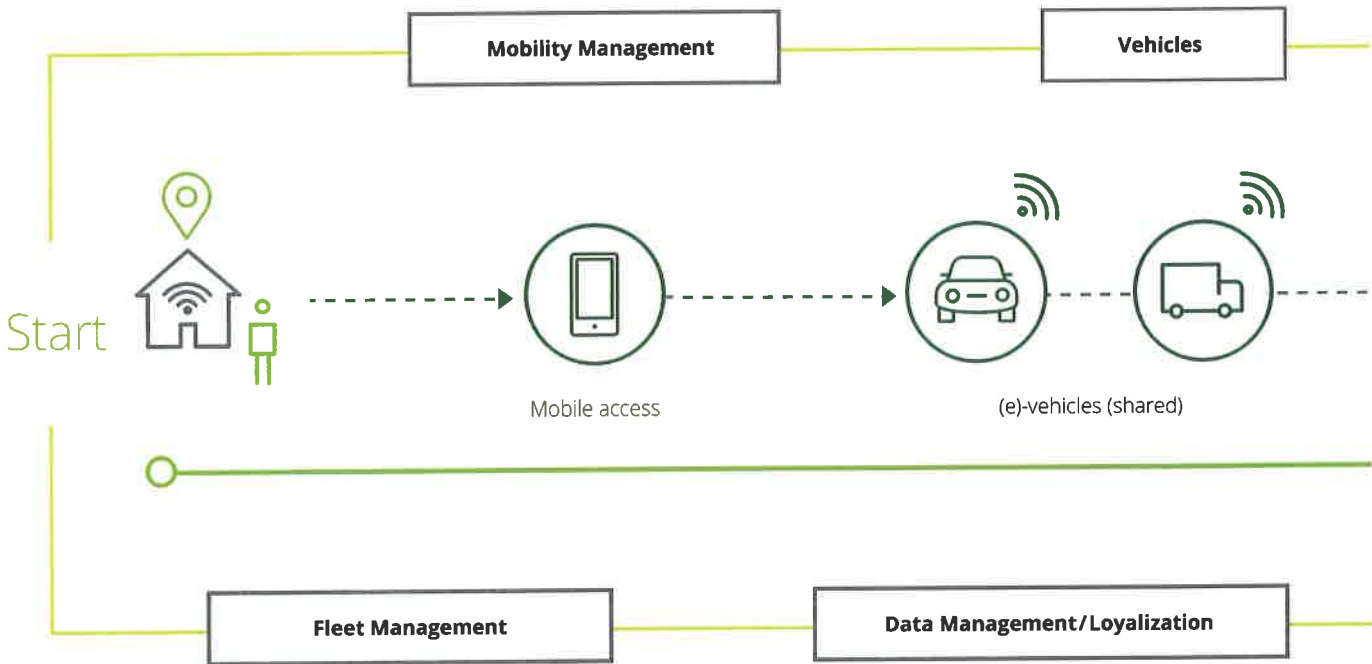 Mobility Management
Vehicles
Start
Mobile access
(e)-vehicles (shared)
Fleet Management
Data Management/Loyalization